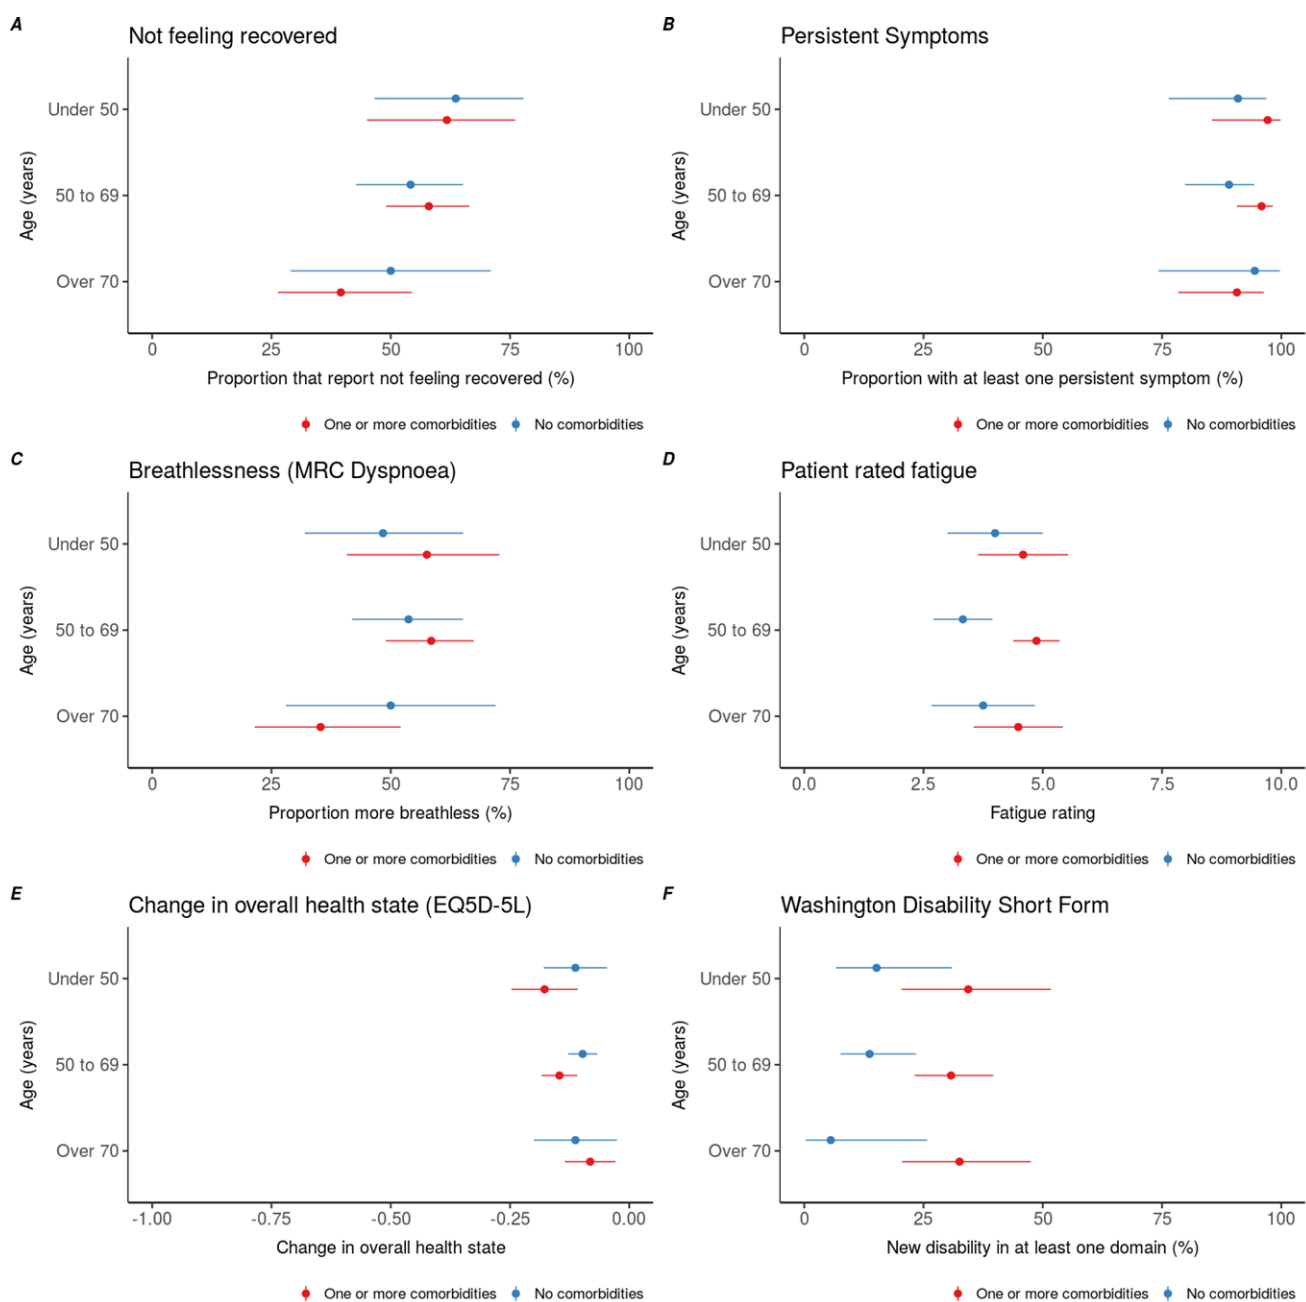 A
Not feeling recovered
Age (years)
Under 50
50 to 69
Over 70
0 25 50 75 100
Proportion that report not feeling recovered (%)
One or more comorbidities No comorbidities
B
Persistent Symptoms
Age (years)
Under 50
50 to 69
Over 70
0 25 50 75 100
Proportion with at least one persistent symptom (%)
One or more comorbidities No comorbidities
C
Breathlessness (MRC Dyspnoea)
Age (years)
Under 50
50 to 69
Over 70
0 25 50 75 100
Proportion more breathless (%)
One or more comorbidities No comorbidities
D
Patient rated fatigue
Age (years)
Under 50
50 to 69
Over 70
0.0 2.5 5.0 7.5 10.0
Fatigue rating
One or more comorbidities No comorbidities
E
Change in overall health state (EQ5D-5L)
Age (years)
Under 50
50 to 69
Over 70
-1.00 -0.75 -0.50 -0.25 0.00
Change in overall health state
One or more comorbidities No comorbidities
F
Washington Disability Short Form
Age (years)
Under 50
50 to 69
Over 70
0 25 50 75 100
New disability in at least one domain (%)
One or more comorbidities No comorbidities